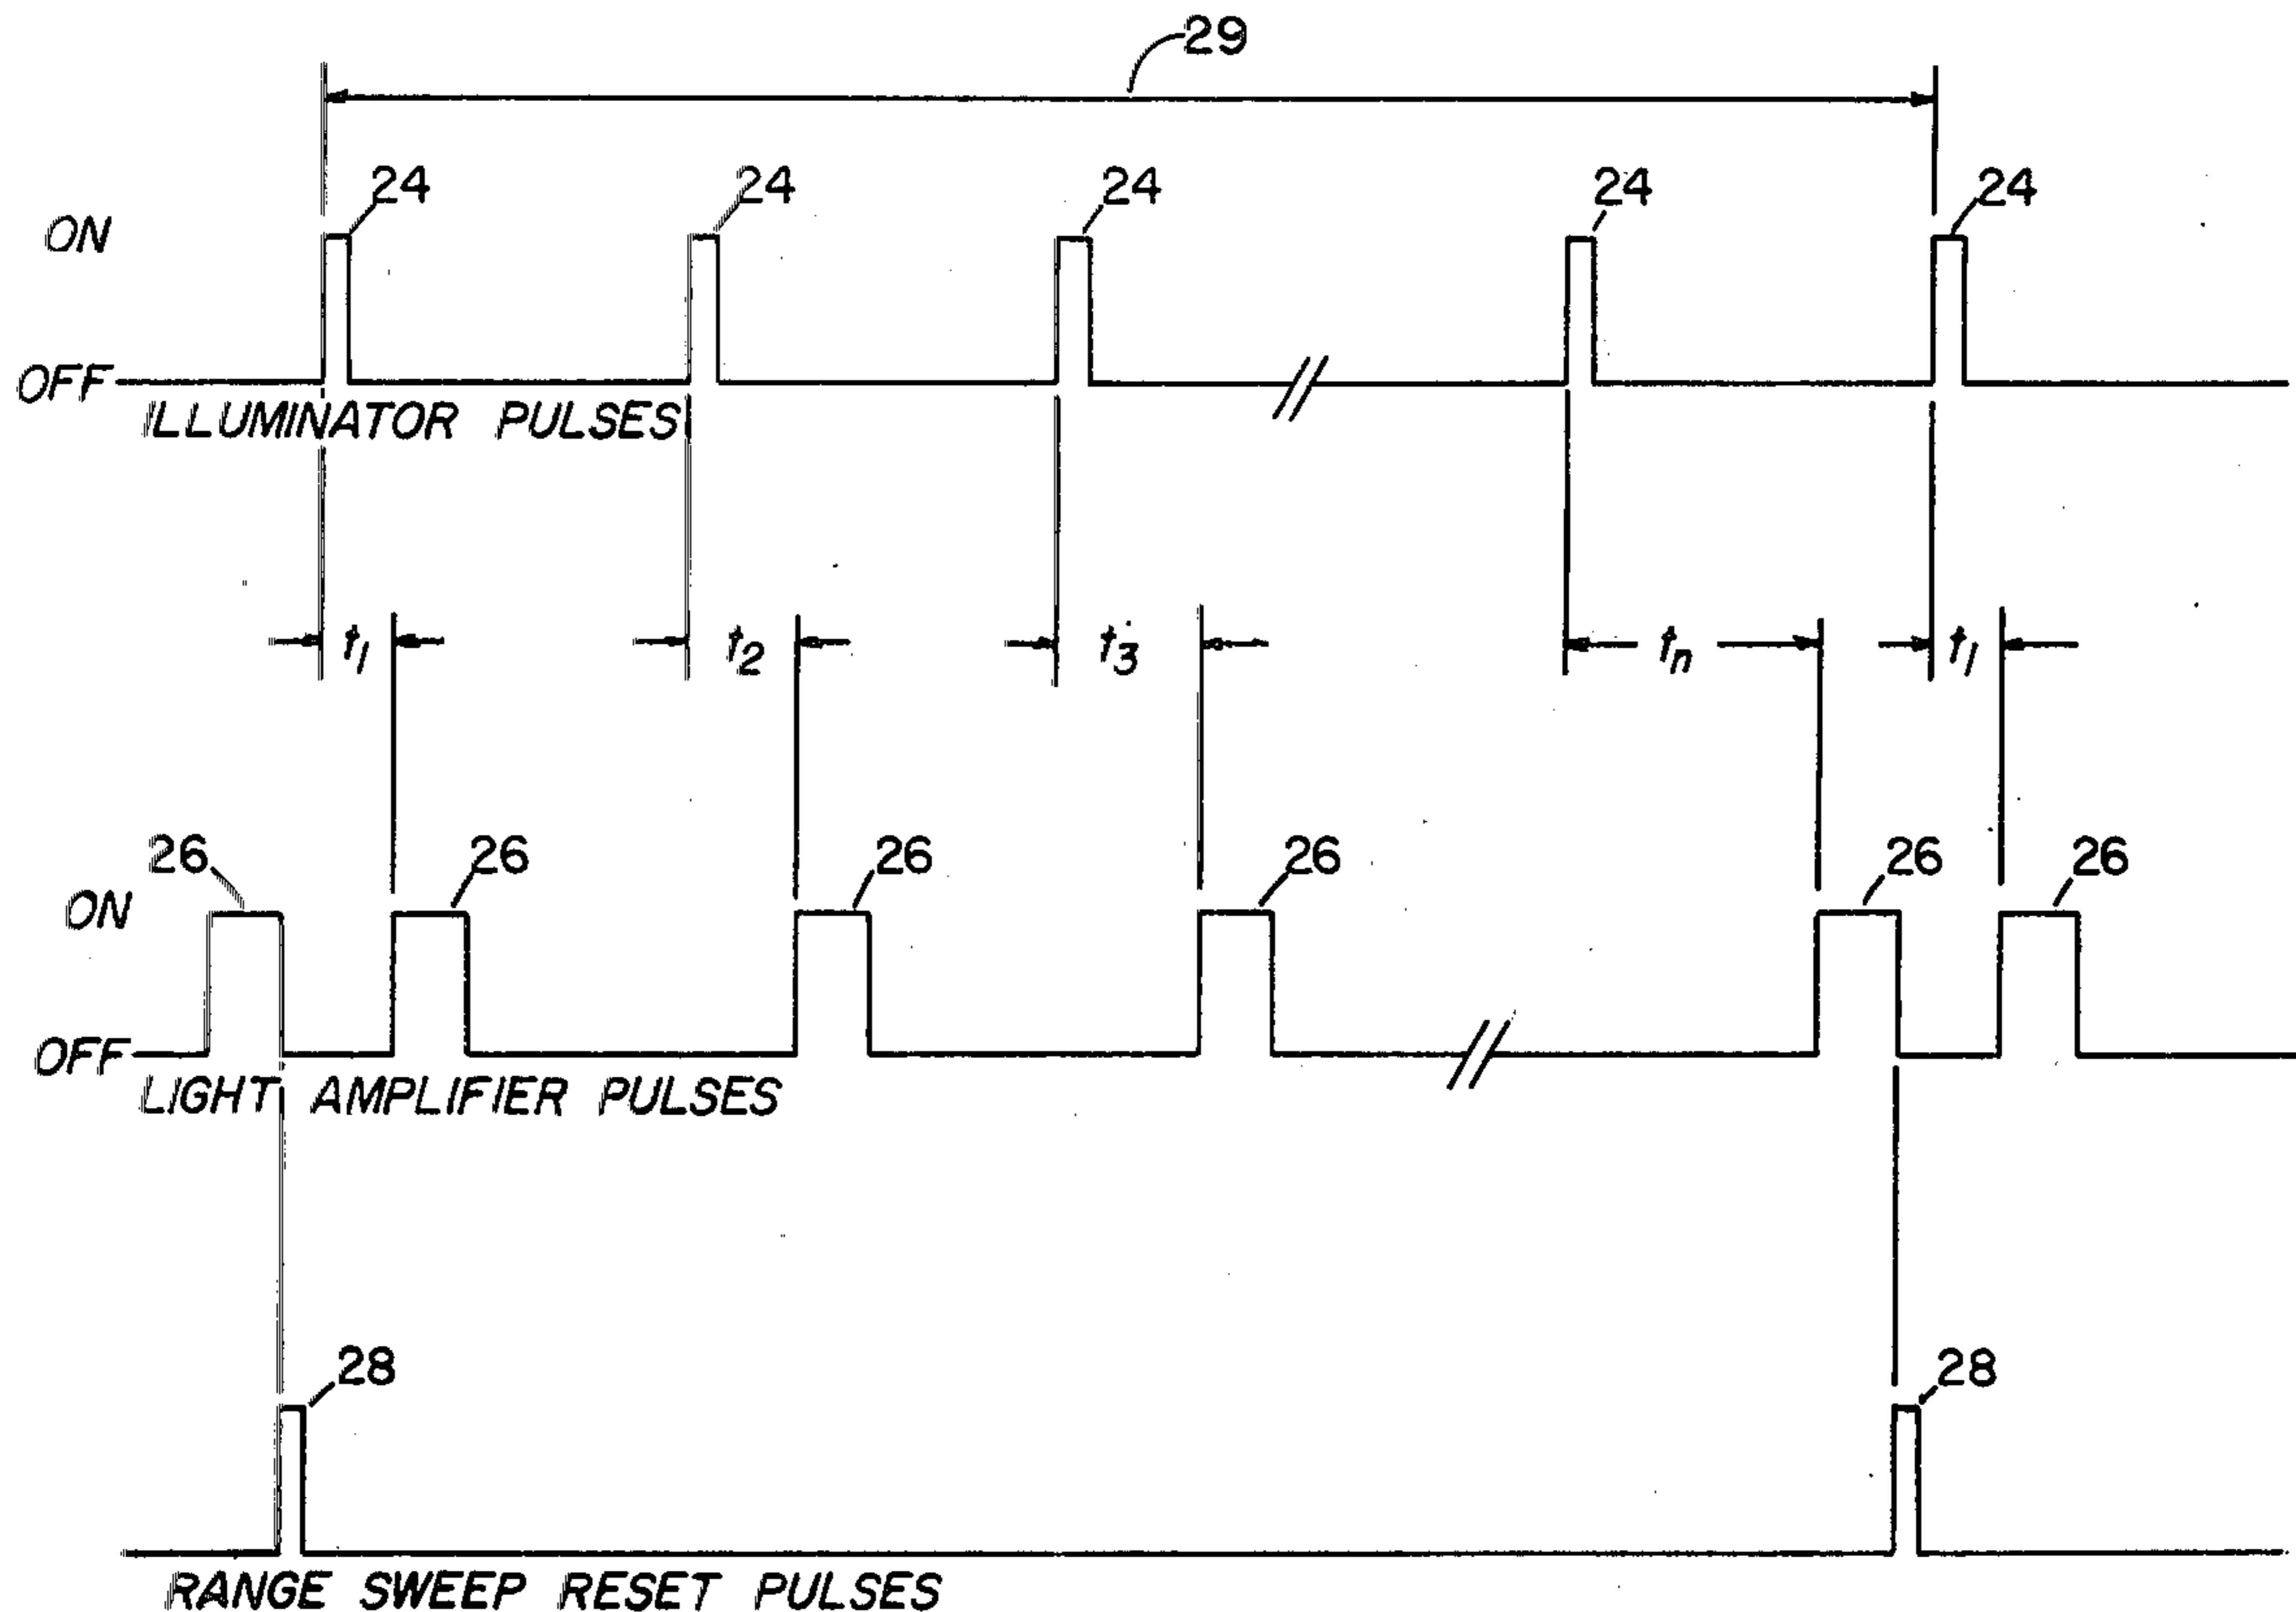 29
24 24 24 24 24
ON
OFF
ILLUMINATOR PULSES
t1 t2 t3 tn t1
26 26 26 26 26 26
ON
OFF
LIGHT AMPLIFIER PULSES
28 28
RANGE SWEEP RESET PULSES